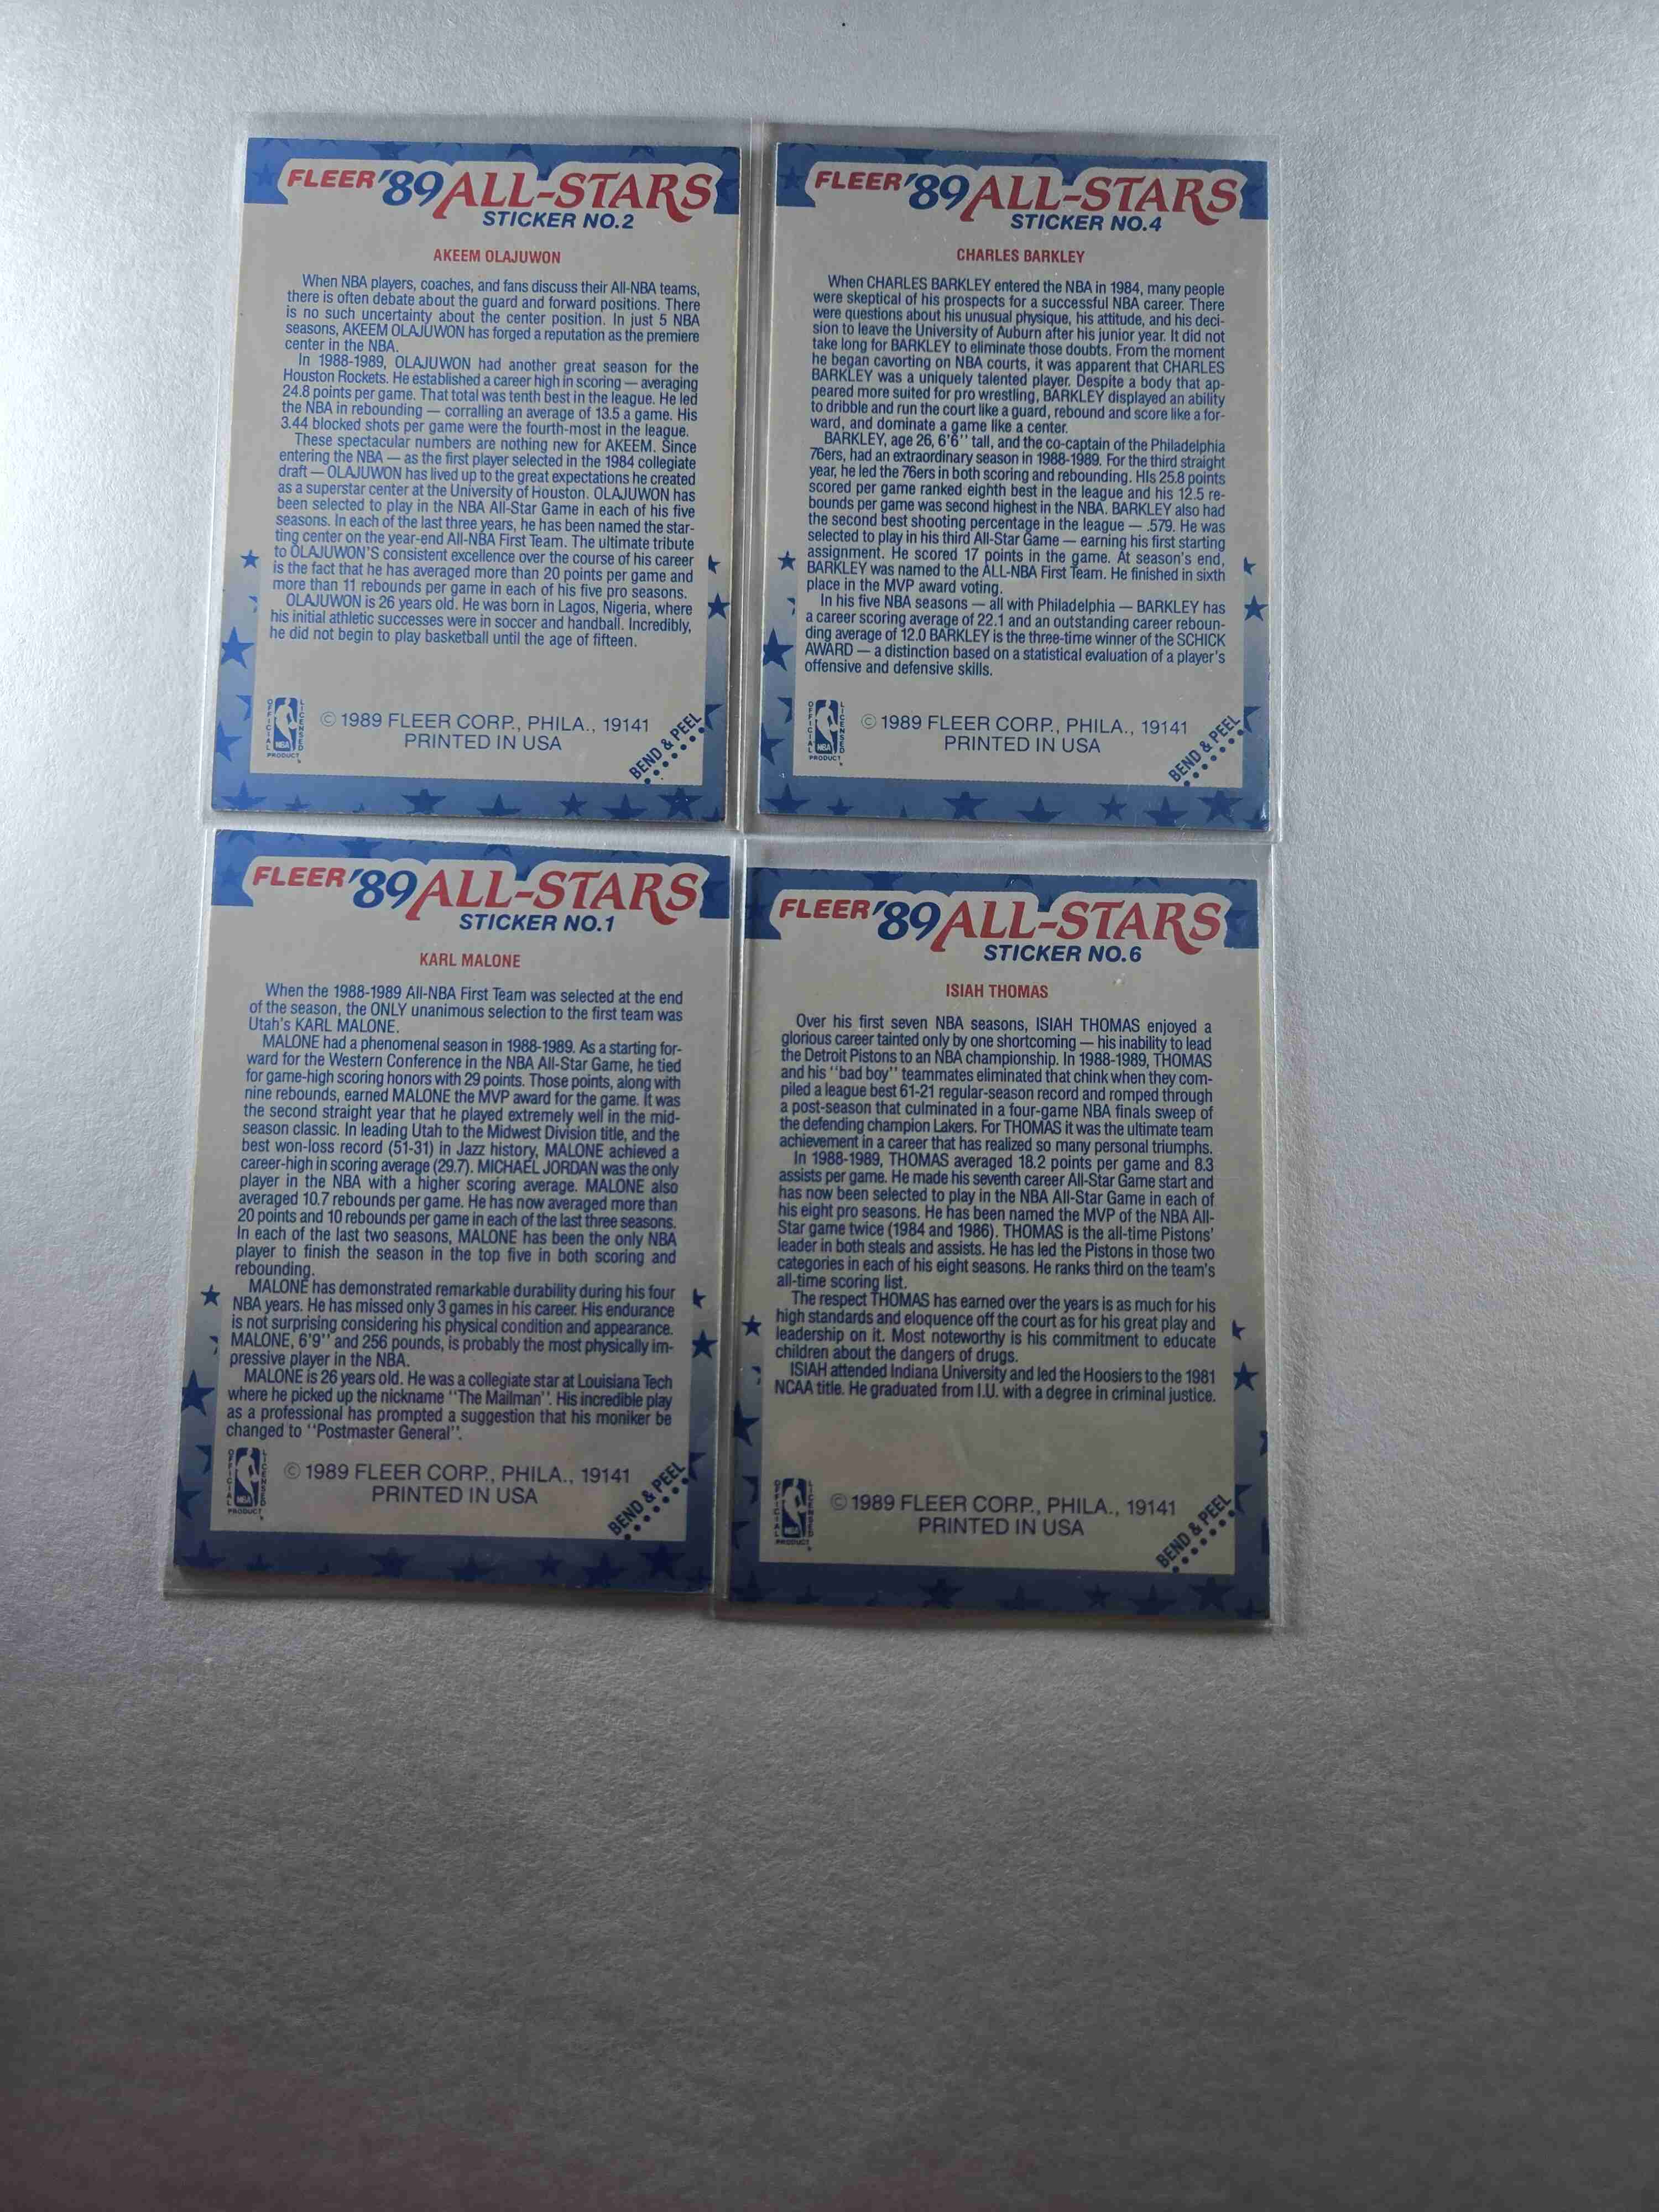 FLEER '89 ALL-STARS
STICKER NO.2
AKEEM OLAJUWON
When NBA players, coaches, and fans discuss their All-NBA teams,
there is often debate about the guard and forward positions. There
is no such uncertainty about the center position. In just 5 NBA
seasons, AKEEM OLAJUWON has forged a reputation as the premiere
center in the NBA.
In 1988-1989, OLAJUWON had another great season for the
Houston Rockets. He established a career high in scoring — averaging
24.8 points per game. That total was tenth best in the league. He led
the NBA in rebounding — corralling an average of 13.5 a game. His
3.44 blocked shots per game were the fourth-most in the league.
These spectacular numbers are nothing new for AKEEM. Since
entering the NBA — as the first player selected in the 1984 collegiate
draft — OLAJUWON has lived up to the great expectations he created
as a superstar center at the University of Houston. OLAJUWON has
been selected to play in the NBA All-Star Game in each of his five
seasons. In each of the last three years, he has been named the star-
ting center on the year-end All-NBA First Team. The ultimate tribute
to OLAJUWON'S consistent excellence over the course of his career
is the fact that he has averaged more than 20 points per game and
more than 11 rebounds per game in each of his five pro seasons.
OLAJUWON is 26 years old. He was born in Lagos, Nigeria, where
his initial athletic successes were in soccer and handball. Incredibly,
he did not begin to play basketball until the age of fifteen.
OFFICIAL LICENSED
NBA
PRODUCT
© 1989 FLEER CORP., PHILA., 19141
PRINTED IN USA
BEND & PEEL
FLEER '89 ALL-STARS
STICKER NO.4
CHARLES BARKLEY
When CHARLES BARKLEY entered the NBA in 1984, many people
were skeptical of his prospects for a successful NBA career. There
were questions about his unusual physique, his attitude, and his deci-
sion to leave the University of Auburn after his junior year. It did not
take long for BARKLEY to eliminate those doubts. From the moment
he began cavorting on NBA courts, it was apparent that CHARLES
BARKLEY was a uniquely talented player. Despite a body that ap-
peared more suited for pro wrestling, BARKLEY displayed an ability
to dribble and run the court like a guard, rebound and score like a for-
ward, and dominate a game like a center.
BARKLEY, age 26, 6'6'' tall, and the co-captain of the Philadelphia
76ers, had an extraordinary season in 1988-1989. For the third straight
year, he led the 76ers in both scoring and rebounding. HIs 25.8 points
scored per game ranked eighth best in the league and his 12.5 re-
bounds per game was second highest in the NBA. BARKLEY also had
the second best shooting percentage in the league — .579. He was
selected to play in his third All-Star Game — earning his first starting
assignment. He scored 17 points in the game. At season's end,
BARKLEY was named to the ALL-NBA First Team. He finished in sixth
place in the MVP award voting.
In his five NBA seasons — all with Philadelphia — BARKLEY has
a career scoring average of 22.1 and an outstanding career reboun-
ding average of 12.0 BARKLEY is the three-time winner of the SCHICK
AWARD — a distinction based on a statistical evaluation of a player's
offensive and defensive skills.
OFFICIAL LICENSED
NBA
PRODUCT
© 1989 FLEER CORP., PHILA., 19141
PRINTED IN USA
BEND & PEEL
FLEER '89 ALL-STARS
STICKER NO.1
KARL MALONE
When the 1988-1989 All-NBA First Team was selected at the end
of the season, the ONLY unanimous selection to the first team was
Utah's KARL MALONE.
MALONE had a phenomenal season in 1988-1989. As a starting for-
ward for the Western Conference in the NBA All-Star Game, he tied
for game-high scoring honors with 29 points. Those points, along with
nine rebounds, earned MALONE the MVP award for the game. It was
the second straight year that he played extremely well in the mid-
season classic. In leading Utah to the Midwest Division title, and the
best won-loss record (51-31) in Jazz history, MALONE achieved a
career-high in scoring average (29.7). MICHAEL JORDAN was the only
player in the NBA with a higher scoring average. MALONE also
averaged 10.7 rebounds per game. He has now averaged more than
20 points and 10 rebounds per game in each of the last three seasons.
In each of the last two seasons, MALONE has been the only NBA
player to finish the season in the top five in both scoring and
rebounding.
MALONE has demonstrated remarkable durability during his four
NBA years. He has missed only 3 games in his career. His endurance
is not surprising considering his physical condition and appearance.
MALONE, 6'9'' and 256 pounds, is probably the most physically im-
pressive player in the NBA.
MALONE is 26 years old. He was a collegiate star at Louisiana Tech
where he picked up the nickname ''The Mailman''. His incredible play
as a professional has prompted a suggestion that his moniker be
changed to ''Postmaster General''.
OFFICIAL LICENSED
NBA
PRODUCT
© 1989 FLEER CORP., PHILA., 19141
PRINTED IN USA
BEND & PEEL
FLEER '89 ALL-STARS
STICKER NO.6
ISIAH THOMAS
Over his first seven NBA seasons, ISIAH THOMAS enjoyed a
glorious career tainted only by one shortcoming — his inability to lead
the Detroit Pistons to an NBA championship. In 1988-1989, THOMAS
and his ''bad boy'' teammates eliminated that chink when they com-
piled a league best 61-21 regular-season record and romped through
a post-season that culminated in a four-game NBA finals sweep of
the defending champion Lakers. For THOMAS it was the ultimate team
achievement in a career that has realized so many personal triumphs.
In 1988-1989, THOMAS averaged 18.2 points per game and 8.3
assists per game. He made his seventh career All-Star Game start and
has now been selected to play in the NBA All-Star Game in each of
his eight pro seasons. He has been named the MVP of the NBA All-
Star game twice (1984 and 1986). THOMAS is the all-time Pistons'
leader in both steals and assists. He has led the Pistons in those two
categories in each of his eight seasons. He ranks third on the team's
all-time scoring list.
The respect THOMAS has earned over the years is as much for his
high standards and eloquence off the court as for his great play and
leadership on it. Most noteworthy is his commitment to educate
children about the dangers of drugs.
ISIAH attended Indiana University and led the Hoosiers to the 1981
NCAA title. He graduated from I.U. with a degree in criminal justice.
OFFICIAL LICENSED
NBA
PRODUCT
© 1989 FLEER CORP., PHILA., 19141
PRINTED IN USA
BEND & PEEL